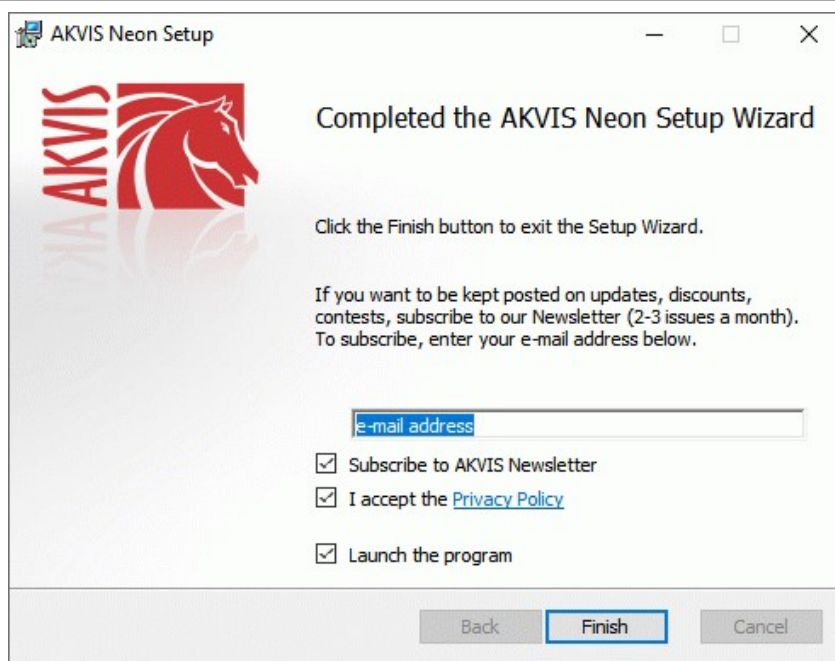 AKVIS Neon Setup
AKVIS
Completed the AKVIS Neon Setup Wizard
Click the Finish button to exit the Setup Wizard.
If you want to be kept posted on updates, discounts,
contests, subscribe to our Newsletter (2-3 issues a month).
To subscribe, enter your e-mail address below.
e-mail address
Subscribe to AKVIS Newsletter
I accept the Privacy Policy
Launch the program
Back Finish Cancel